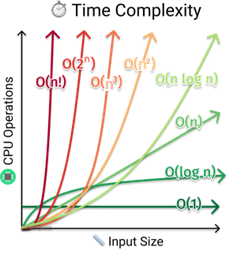 ⏱ Time Complexity
O(n!)
O(2ⁿ)
O(n³)
O(n²)
O(n log n)
O(n)
O(log n)
O(1)
CPU Operations
Input Size